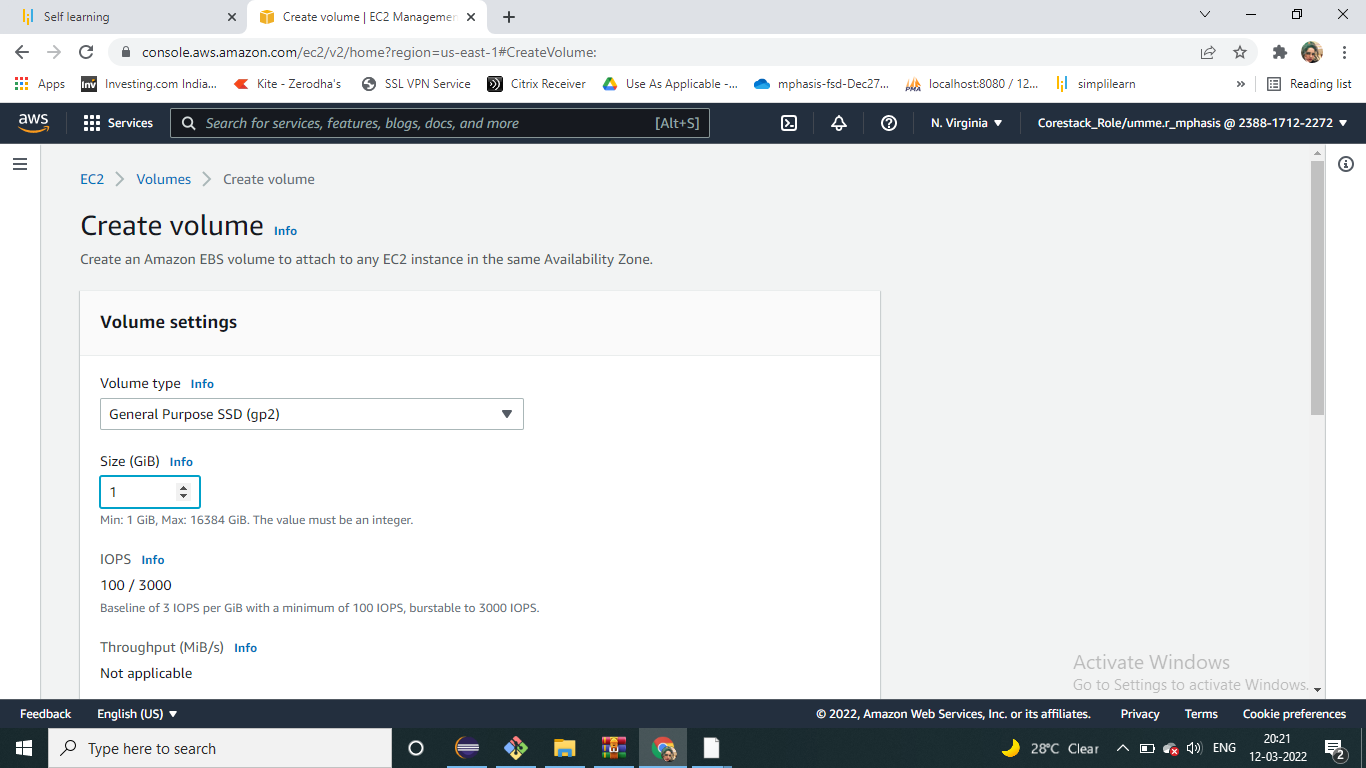 Self learning
Create volume | EC2 Managemen
console.aws.amazon.com/ec2/v2/home?region=us-east-1#CreateVolume:
Apps
Inv
Investing.com India...
Kite - Zerodha's
SSL VPN Service
Citrix Receiver
Use As Applicable -...
mphasis-fsd-Dec27...
localhost:8080 / 12...
simplilearn
»
Reading list
aws
Services
Search for services, features, blogs, docs, and more
[Alt+S]
N. Virginia
Corestack_Role/umme.r_mphasis @ 2388-1712-2272
EC2
Volumes
Create volume
Create volume Info
Create an Amazon EBS volume to attach to any EC2 instance in the same Availability Zone.
Volume settings
Volume type Info
General Purpose SSD (gp2)
Size (GiB) Info
1
Min: 1 GiB, Max: 16384 GiB. The value must be an integer.
IOPS Info
100 / 3000
Baseline of 3 IOPS per GiB with a minimum of 100 IOPS, burstable to 3000 IOPS.
Throughput (MiB/s) Info
Not applicable
Activate Windows
Go to Settings to activate Windows.
Feedback
English (US)
© 2022, Amazon Web Services, Inc. or its affiliates.
Privacy
Terms
Cookie preferences
Type here to search
28°C Clear
ENG
20:21
12-03-2022
2